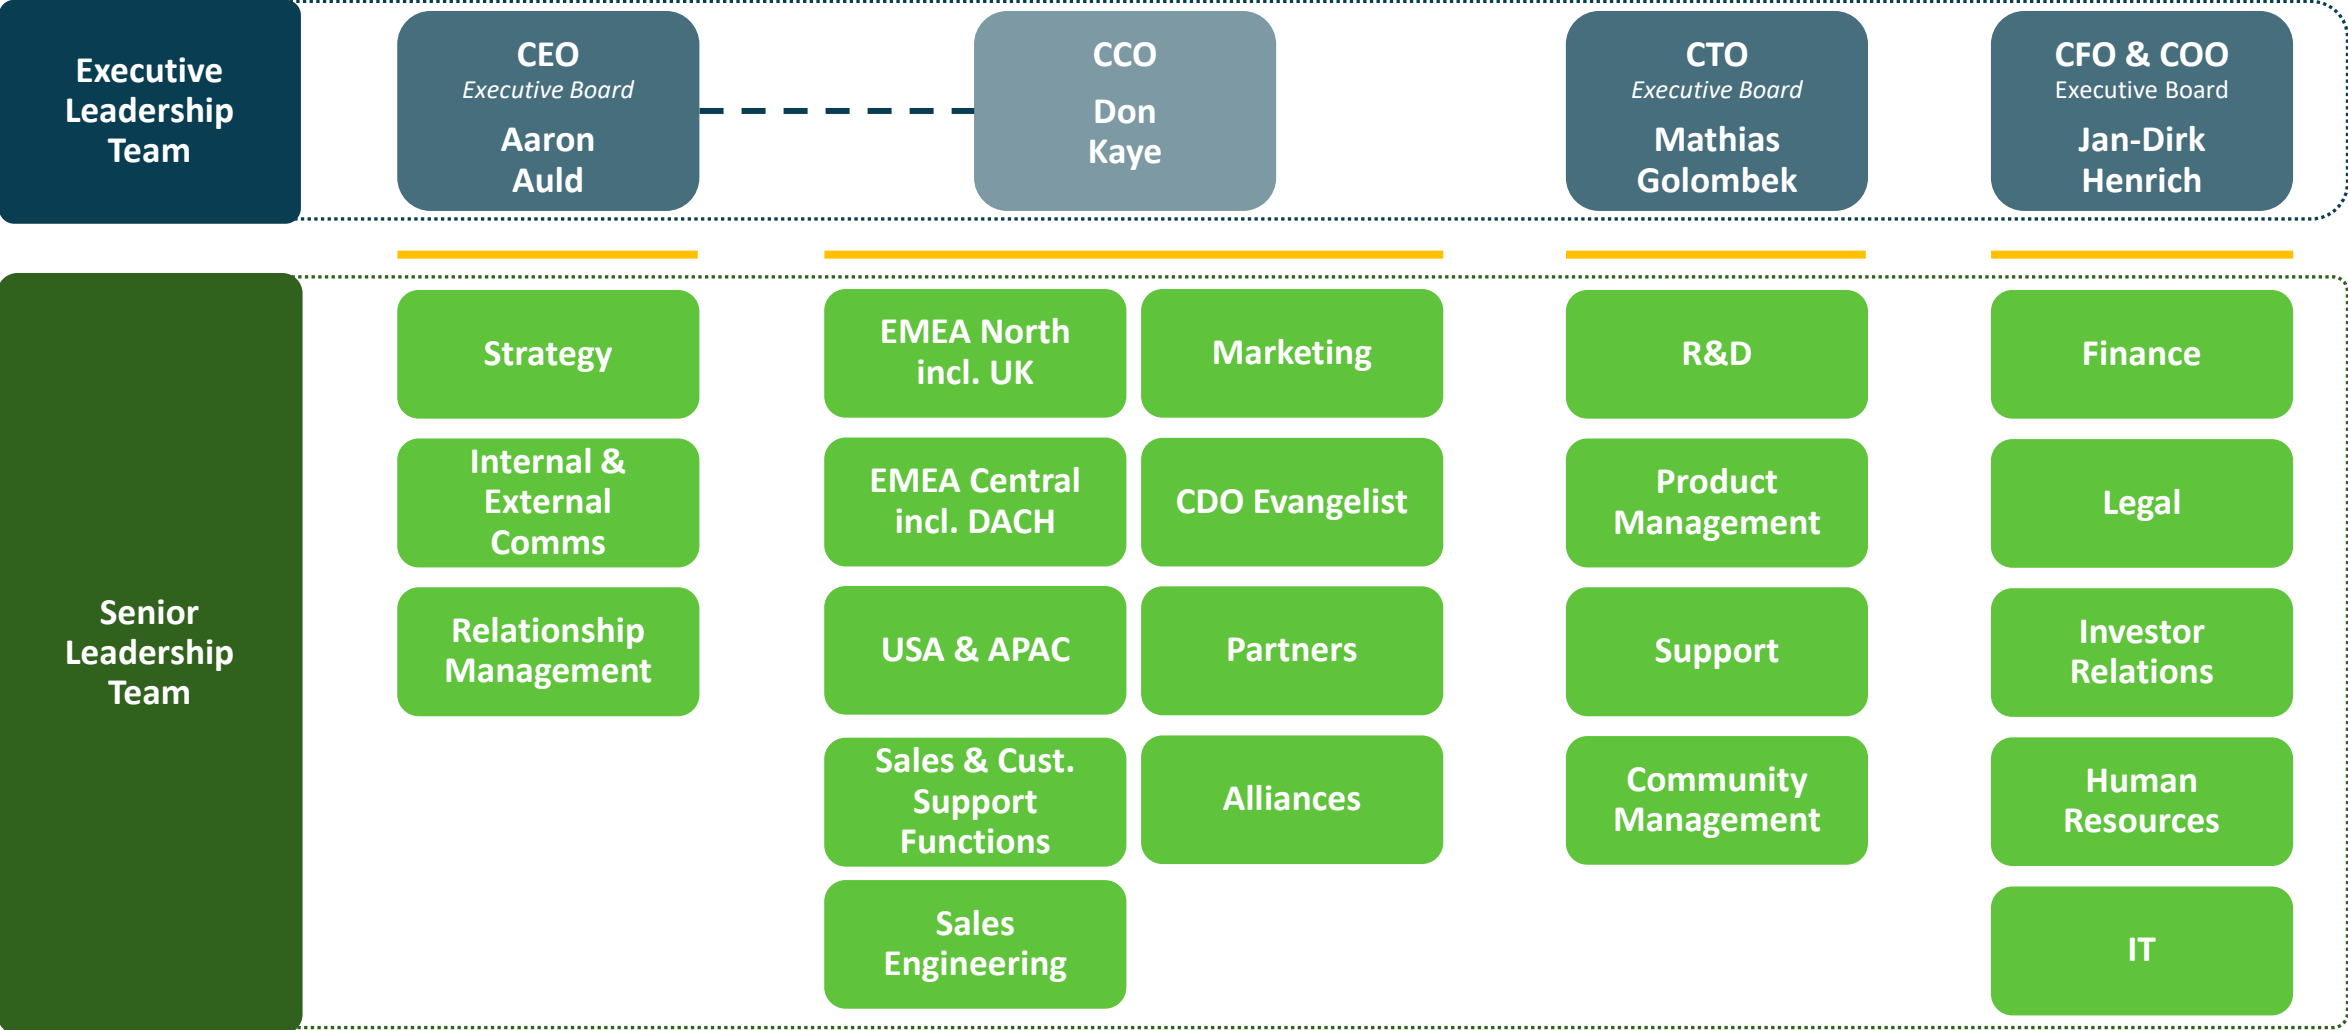 Executive
Leadership
Team
CEO
Executive Board
Aaron
Auld
CCO
Don
Kaye
CTO
Executive Board
Mathias
Golombek
CFO & COO
Executive Board
Jan-Dirk
Henrich
Senior
Leadership
Team
Strategy
Internal &
External
Comms
Relationship
Management
EMEA North
incl. UK
EMEA Central
incl. DACH
USA & APAC
Sales & Cust.
Support
Functions
Sales
Engineering
Marketing
CDO Evangelist
Partners
Alliances
R&D
Product
Management
Support
Community
Management
Finance
Legal
Investor
Relations
Human
Resources
IT